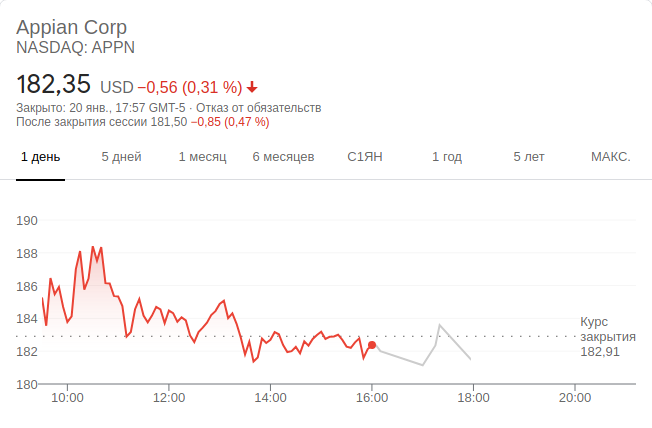 Appian Corp
NASDAQ: APPN
182,35 USD −0,56 (0,31 %)
Закрыто: 20 янв., 17:57 GMT-5 · Отказ от обязательств
После закрытия сессии 181,50 −0,85 (0,47 %)
1 день 5 дней 1 месяц 6 месяцев С1ЯН 1 год 5 лет МАКС.
190
188
186
184
Курс
закрытия
182,91
182
180
10:00 12:00 14:00 16:00 18:00 20:00